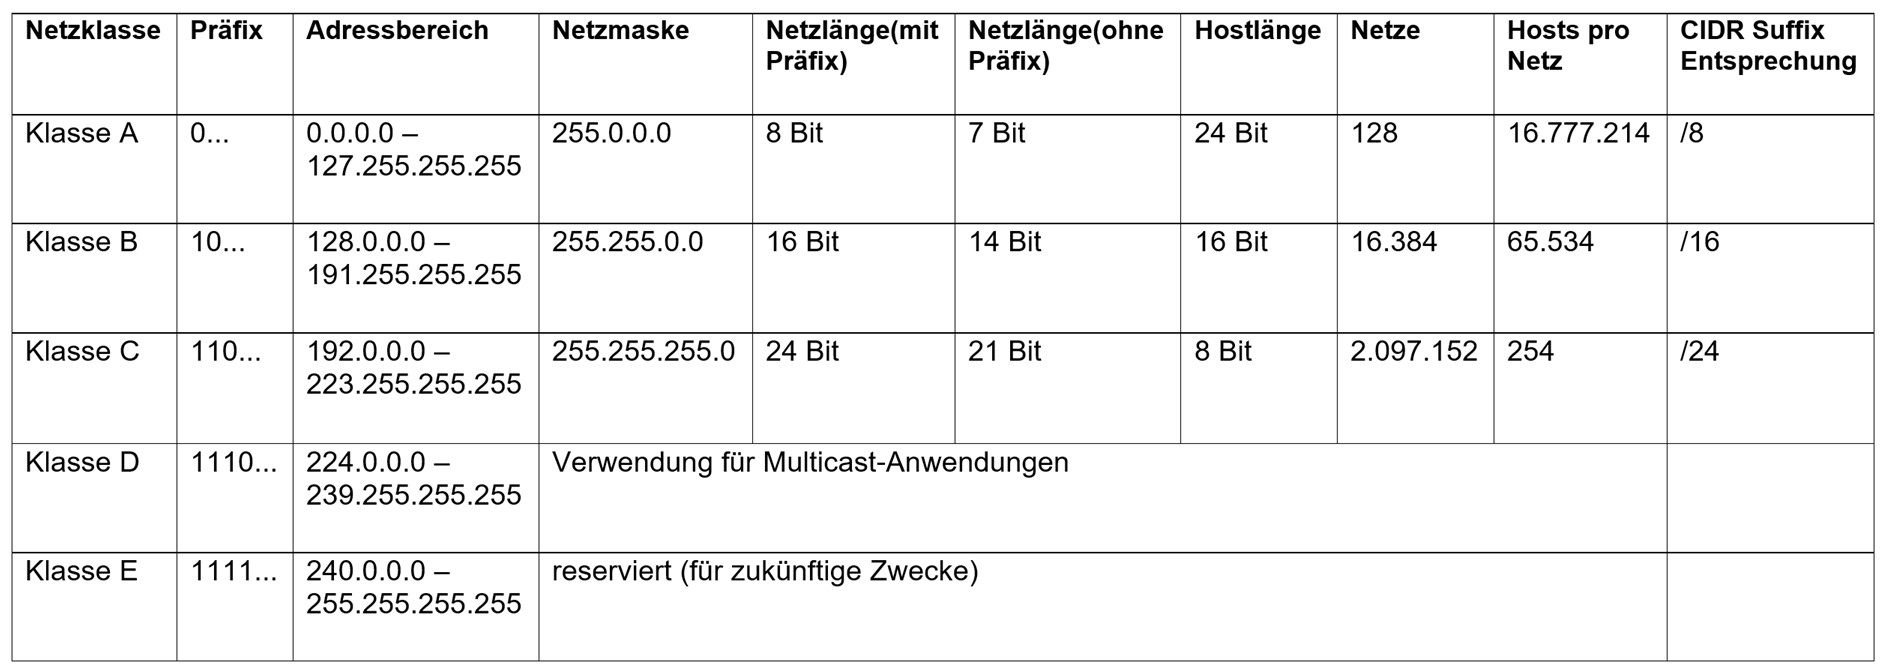 Netzklasse Präfix Adressbereich Netzmaske Netzlänge(mit Präfix) Netzlänge(ohne Präfix) Hostlänge Netze Hosts pro Netz CIDR Suffix Entsprechung
Klasse A 0... 0.0.0.0 – 127.255.255.255 255.0.0.0 8 Bit 7 Bit 24 Bit 128 16.777.214 /8
Klasse B 10... 128.0.0.0 – 191.255.255.255 255.255.0.0 16 Bit 14 Bit 16 Bit 16.384 65.534 /16
Klasse C 110... 192.0.0.0 – 223.255.255.255 255.255.255.0 24 Bit 21 Bit 8 Bit 2.097.152 254 /24
Klasse D 1110... 224.0.0.0 – 239.255.255.255 Verwendung für Multicast-Anwendungen
Klasse E 1111... 240.0.0.0 – 255.255.255.255 reserviert (für zukünftige Zwecke)